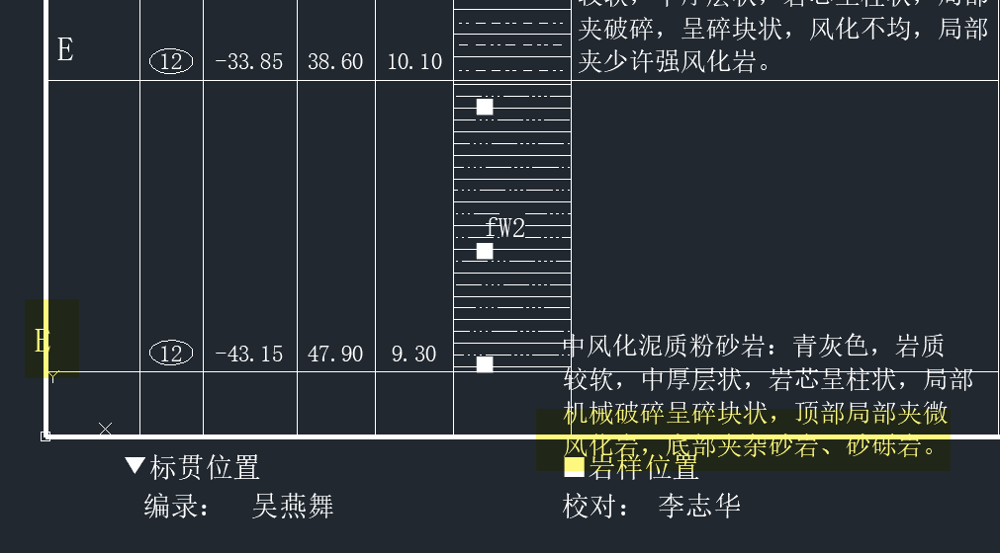 较软，中厚层状，岩芯呈柱状，局部
夹破碎，呈碎块状，风化不均，局部
夹少许强风化岩。
E 12 -33.85 38.60 10.10
fW2
E 12 -43.15 47.90 9.30
中风化泥质粉砂岩：青灰色，岩质
较软，中厚层状，岩芯呈柱状，局部
机械破碎呈碎块状，顶部局部夹微
风化岩，底部夹杂砂岩、砂砾岩。
Y
X
▼标贯位置 ■岩样位置
编录： 吴燕舞 校对： 李志华